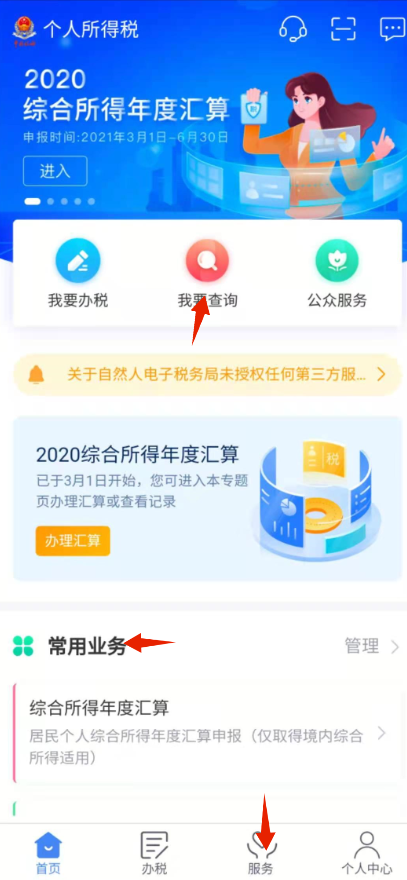 个人所得税
2020
综合所得年度汇算
申报时间:2021年3月1日-6月30日
进入
我要办税
我要查询
公众服务
关于自然人电子税务局未授权任何第三方服...
2020综合所得年度汇算
已于3月1日开始，您可进入本专题
页办理汇算或查看记录
税
办理汇算
常用业务
管理
综合所得年度汇算
居民个人综合所得年度汇算申报（仅取得境内综合
所得适用）
首页
办税
服务
个人中心